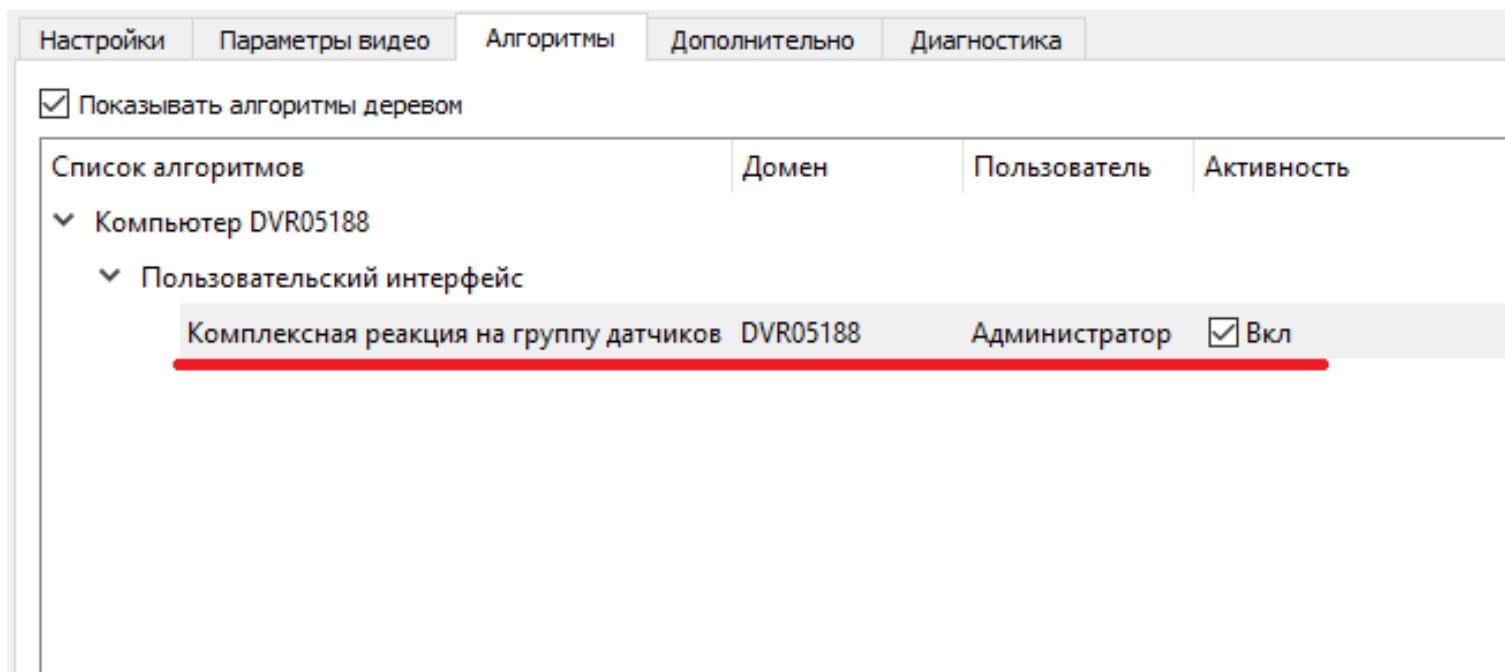 Настройки Параметры видео Алгоритмы Дополнительно Диагностика
Показывать алгоритмы деревом
Список алгоритмов Домен Пользователь Активность
Компьютер DVR05188
Пользовательский интерфейс
Комплексная реакция на группу датчиков DVR05188 Администратор Вкл